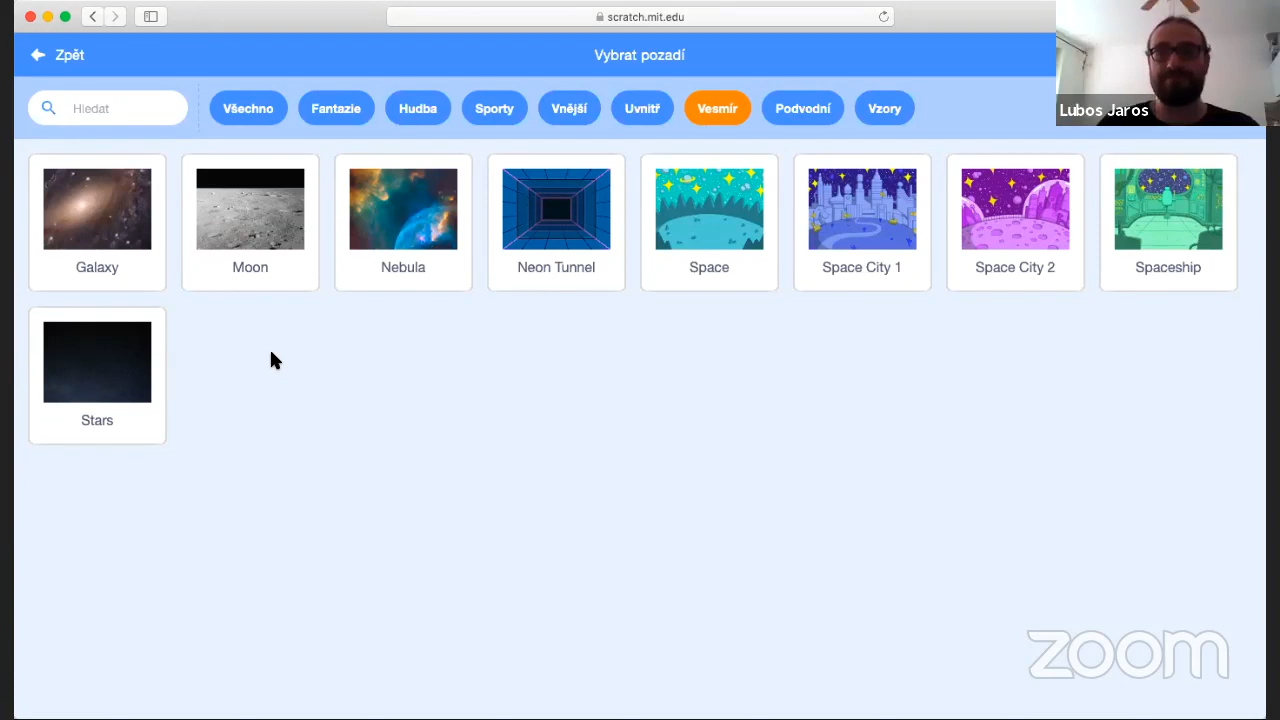 scratch.mit.edu
Zpět
Vybrat pozadí
Hledat
Všechno
Fantazie
Hudba
Sporty
Vnější
Uvnitř
Vesmír
Podvodní
Vzory
Lubos Jaros
Galaxy
Moon
Nebula
Neon Tunnel
Space
Space City 1
Space City 2
Spaceship
Stars
zoom